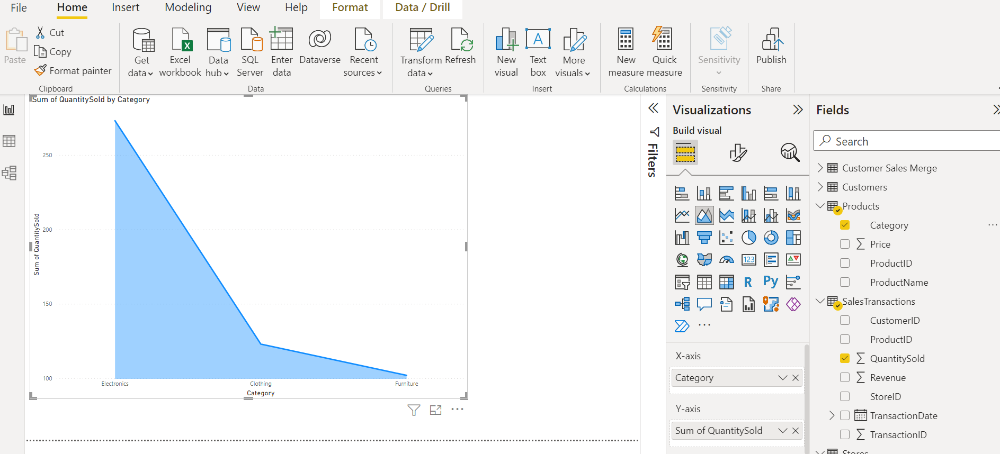 File Home Insert Modeling View Help Format Data / Drill
Paste
Cut
Copy
Format painter
Clipboard
Get data
Excel workbook
Data hub
SQL Server
Enter data
Dataverse
Recent sources
Data
Transform data
Refresh
Queries
New visual
A
Text box
More visuals
Insert
New measure
Quick measure
Calculations
Sensitivity
Sensitivity
Publish
Share
Sum of QuantitySold by Category
Sum of QuantitySold
250
200
150
100
Electronics Clothing Furniture
Category
Filters
Visualizations
Build visual
123
R Py
X-axis
Category
Y-axis
Sum of QuantitySold
Fields
Search
Customer Sales Merge
Customers
Products
Category
Price
ProductID
ProductName
SalesTransactions
CustomerID
ProductID
QuantitySold
Revenue
StoreID
TransactionDate
TransactionID
Stores